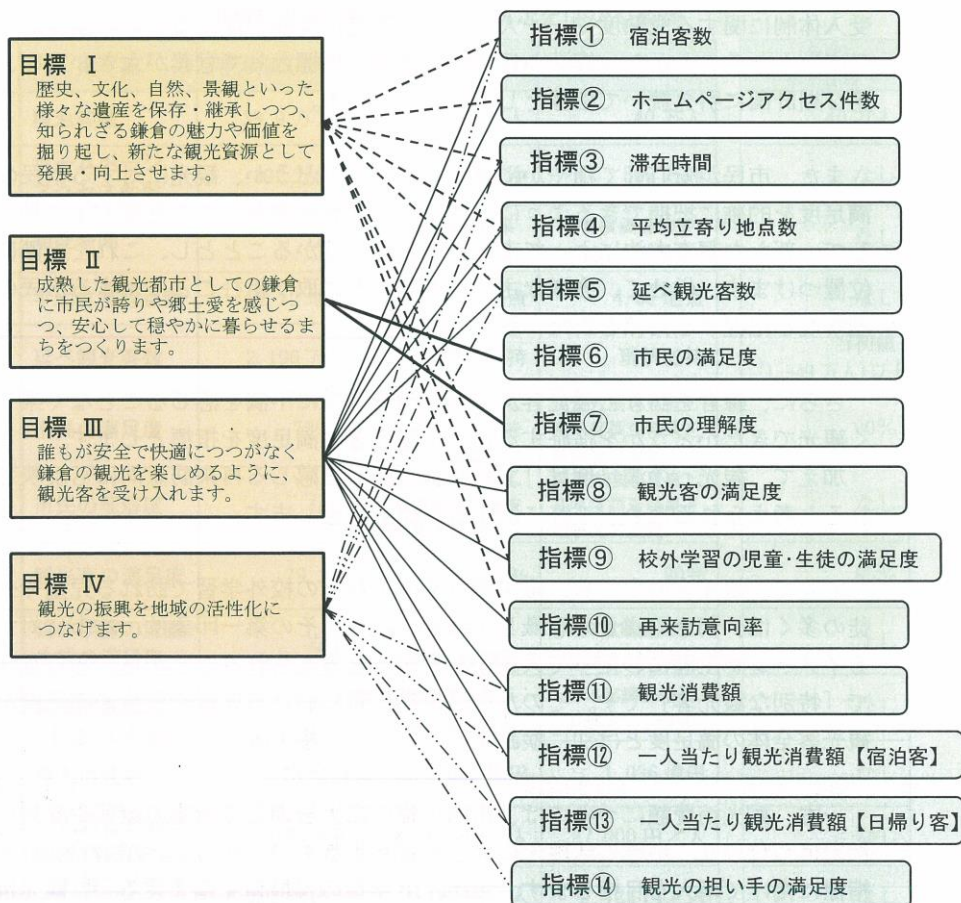 目標 Ⅰ
歴史、文化、自然、景観といった
様々な遺産を保存・継承しつつ、
知られざる鎌倉の魅力や価値を
掘り起し、新たな観光資源として
発展・向上させます。
目標 Ⅱ
成熟した観光都市としての鎌倉
に市民が誇りや郷土愛を感じつ
つ、安心して穏やかに暮らせるま
ちをつくります。
目標 Ⅲ
誰もが安全で快適につつがなく
鎌倉の観光を楽しめるように、
観光客を受け入れます。
目標 Ⅳ
観光の振興を地域の活性化に
つなげます。
指標① 宿泊客数
指標② ホームページアクセス件数
指標③ 滞在時間
指標④ 平均立寄り地点数
指標⑤ 延べ観光客数
指標⑥ 市民の満足度
指標⑦ 市民の理解度
指標⑧ 観光客の満足度
指標⑨ 校外学習の児童・生徒の満足度
指標⑩ 再来訪意向率
指標⑪ 観光消費額
指標⑫ 一人当たり観光消費額【宿泊客】
指標⑬ 一人当たり観光消費額【日帰り客】
指標⑭ 観光の担い手の満足度